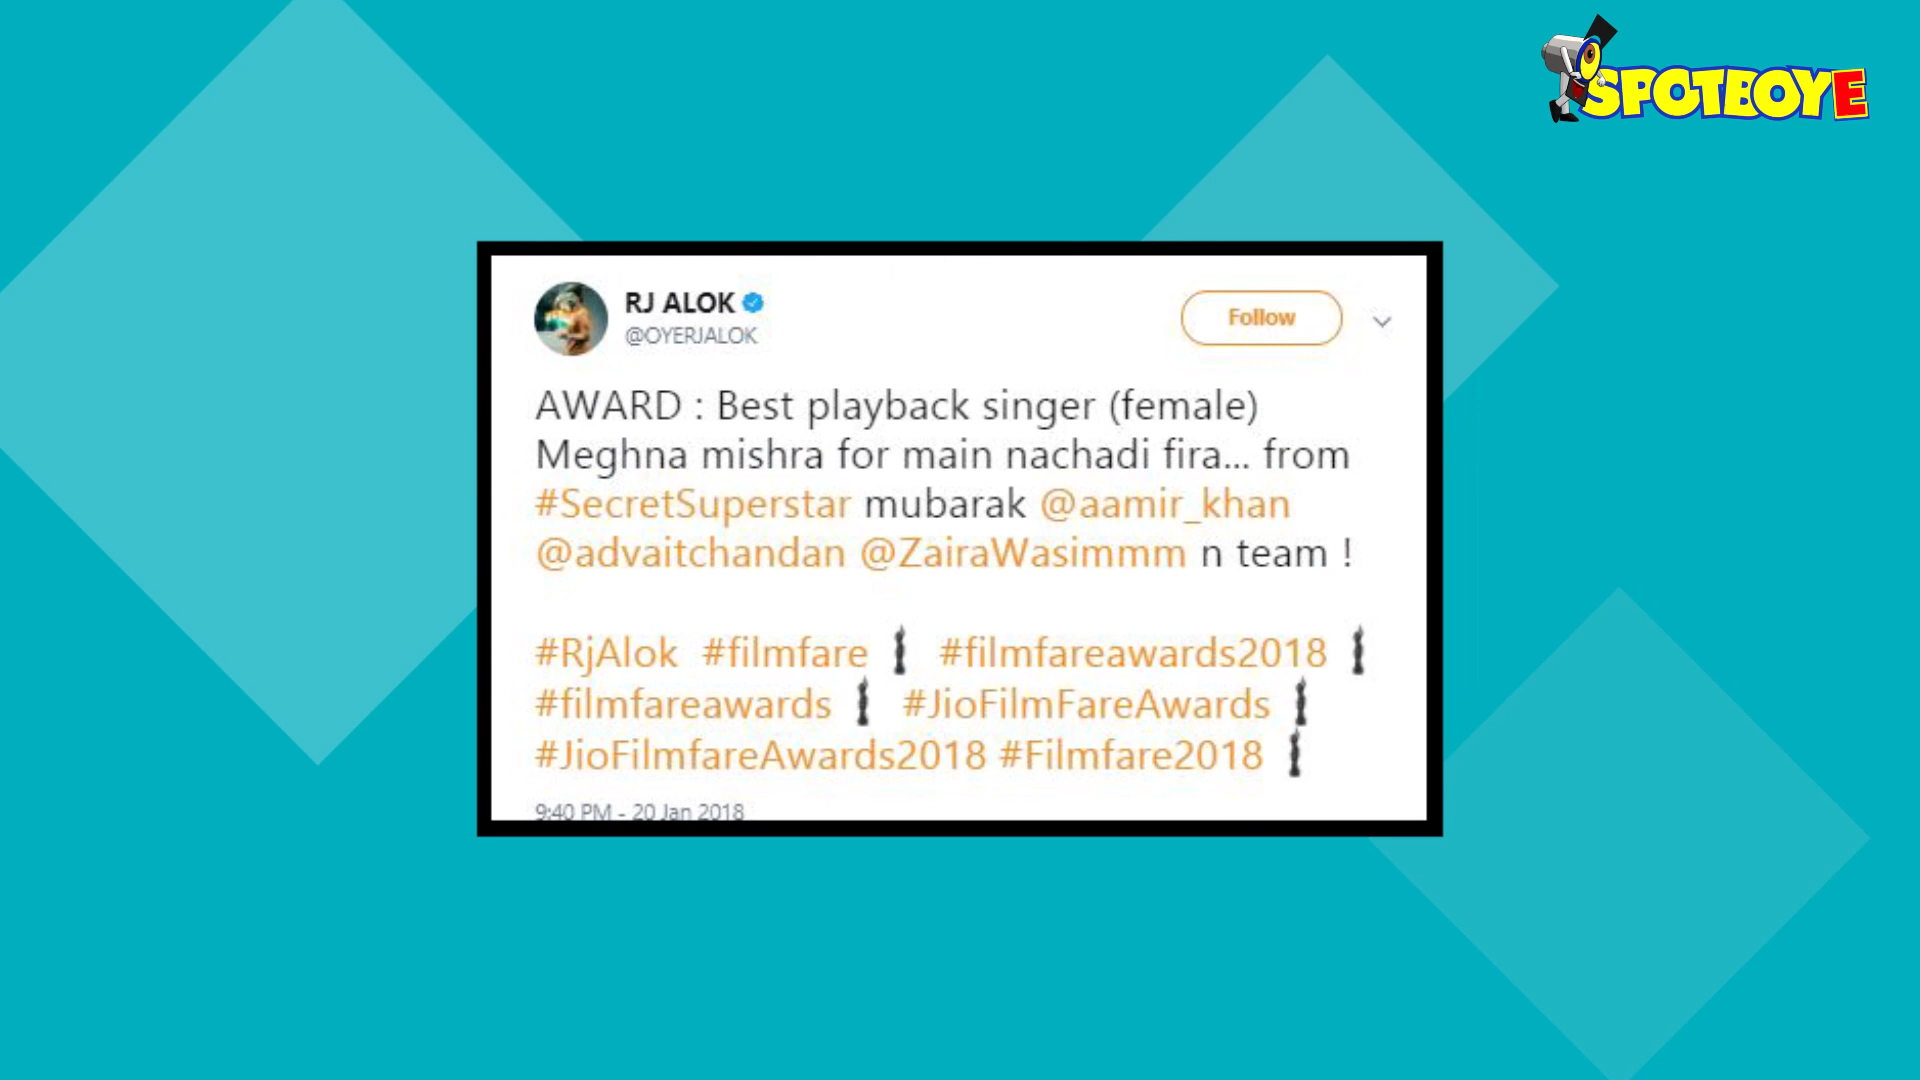 SPOTBOYE
RJ ALOK
@OYERJALOK
Follow
AWARD : Best playback singer (female)
Meghna mishra for main nachadi fira... from
#SecretSuperstar mubarak @aamir_khan
@advaitchandan @ZairaWasimmm n team !
#RjAlok #filmfare #filmfareawards2018
#filmfareawards #JioFilmFareAwards
#JioFilmfareAwards2018 #Filmfare2018
9:40 PM - 20 Jan 2018